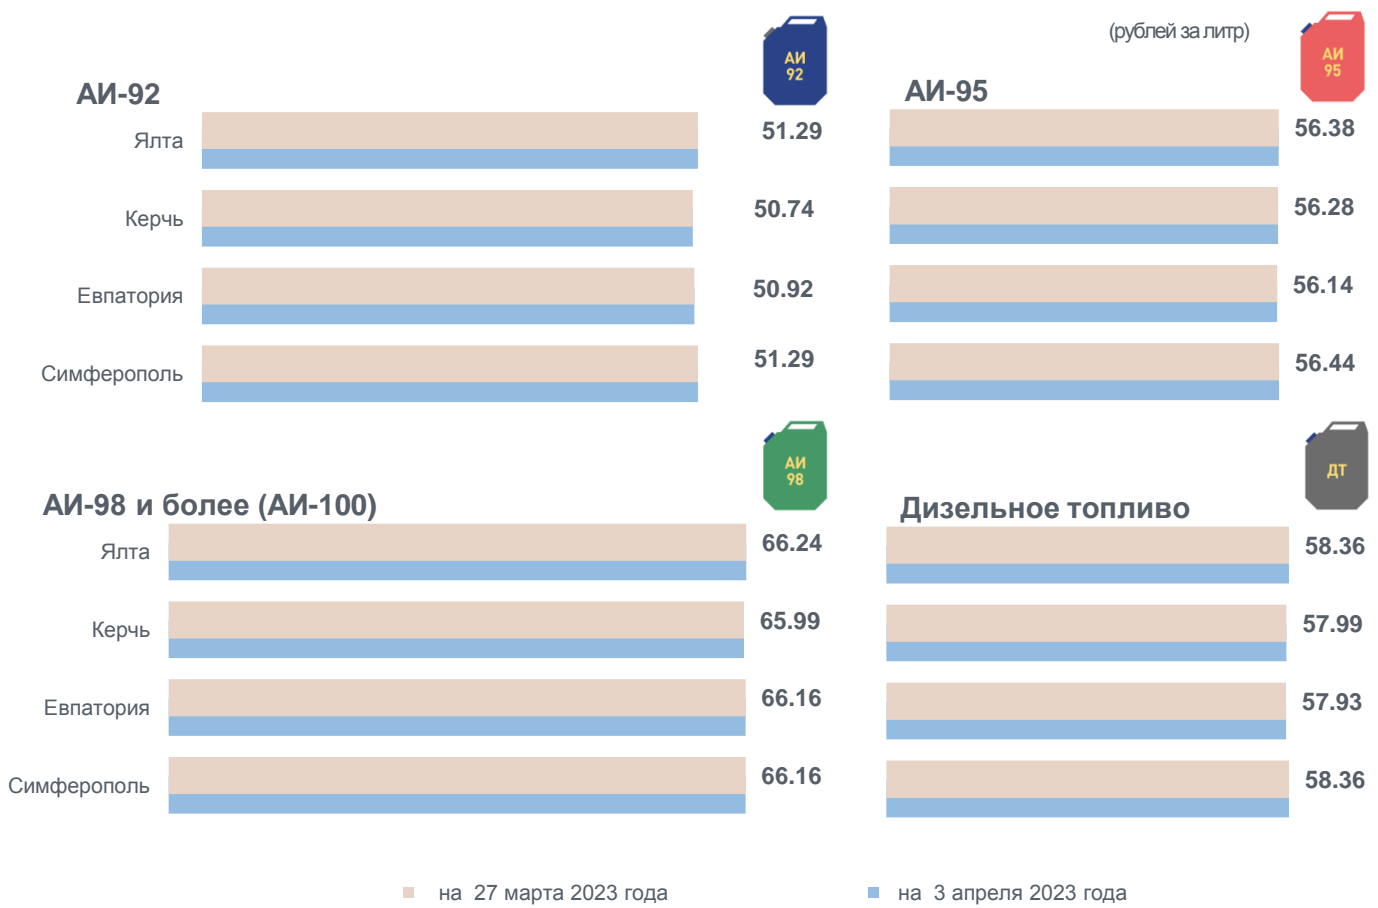 (рублей за литр)
АИ
92
АИ
95
АИ-92
АИ-95
Ялта
51.29
56.38
Керчь
50.74
56.28
Евпатория
50.92
56.14
Симферополь
51.29
56.44
АИ
98
ДТ
АИ-98 и более (АИ-100)
Дизельное топливо
Ялта
66.24
58.36
Керчь
65.99
57.99
Евпатория
66.16
57.93
Симферополь
66.16
58.36
на 27 марта 2023 года
на 3 апреля 2023 года